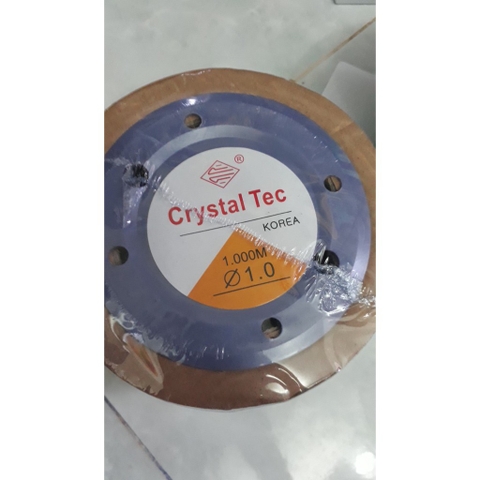 ®
Crystal Tec
KOREA
1.000M
Ø1.0